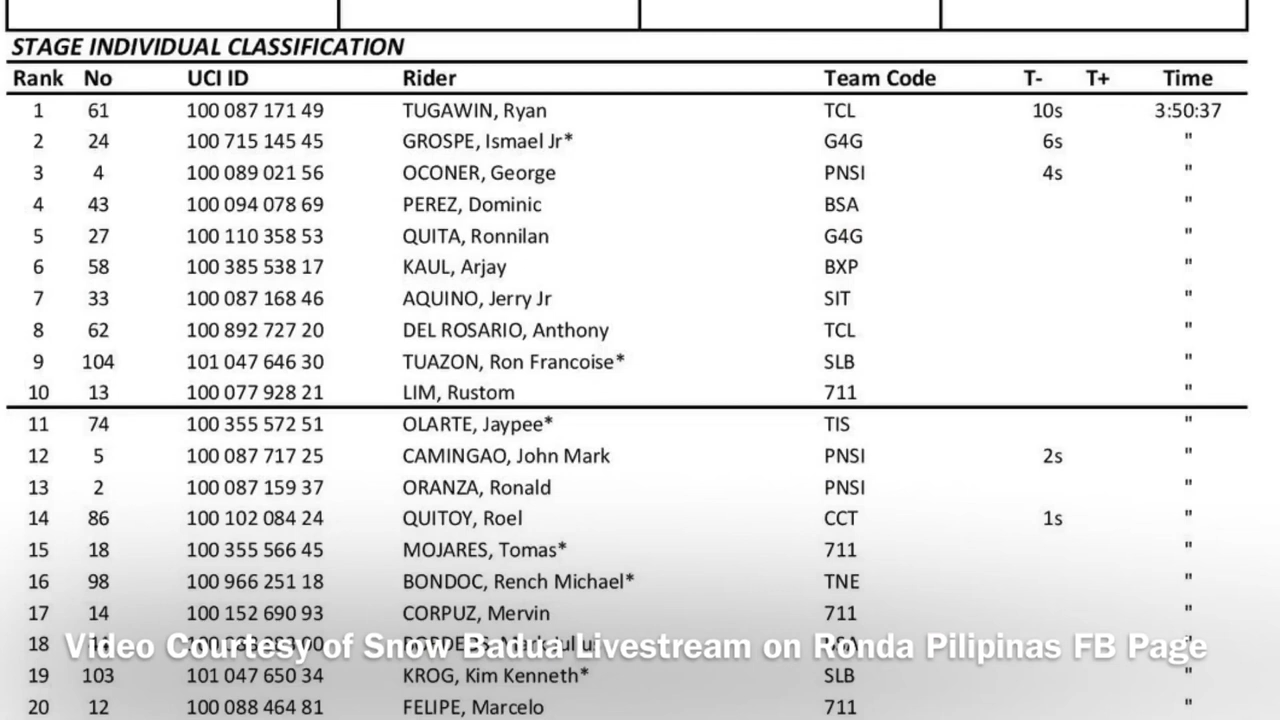 STAGE INDIVIDUAL CLASSIFICATION
Rank No UCI ID Rider Team Code T- T+ Time
1 61 100 087 171 49 TUGAWIN, Ryan TCL 10s 3:50:37
2 24 100 715 145 45 GROSPE, Ismael Jr* G4G 6s "
3 4 100 089 021 56 OCONER, George PNSI 4s "
4 43 100 094 078 69 PEREZ, Dominic BSA "
5 27 100 110 358 53 QUITA, Ronnilan G4G "
6 58 100 385 538 17 KAUL, Arjay BXP "
7 33 100 087 168 46 AQUINO, Jerry Jr SIT "
8 62 100 892 727 20 DEL ROSARIO, Anthony TCL "
9 104 101 047 646 30 TUAZON, Ron Francoise* SLB "
10 13 100 077 928 21 LIM, Rustom 711 "
11 74 100 355 572 51 OLARTE, Jaypee* TIS "
12 5 100 087 717 25 CAMINGAO, John Mark PNSI 2s "
13 2 100 087 159 37 ORANZA, Ronald PNSI "
14 86 100 102 084 24 QUITOY, Roel CCT 1s "
15 18 100 355 566 45 MOJARES, Tomas* 711 "
16 98 100 966 251 18 BONDOC, Rench Michael* TNE "
17 14 100 152 690 93 CORPUZ, Mervin 711 "
18
Video Courtesy of Snow Badua Livestream on Ronda Pilipinas FB Page
19 103 101 047 650 34 KROG, Kim Kenneth* SLB "
20 12 100 088 464 81 FELIPE, Marcelo 711 "